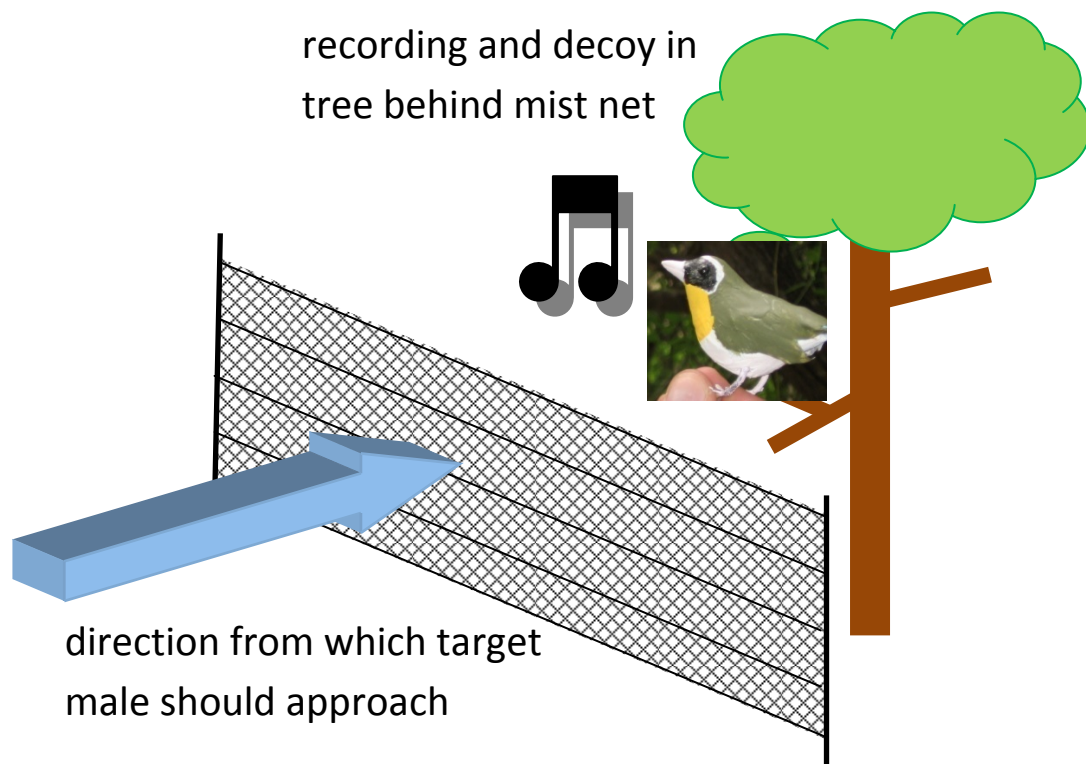 recording and decoy in
tree behind mist net
direction from which target
male should approach